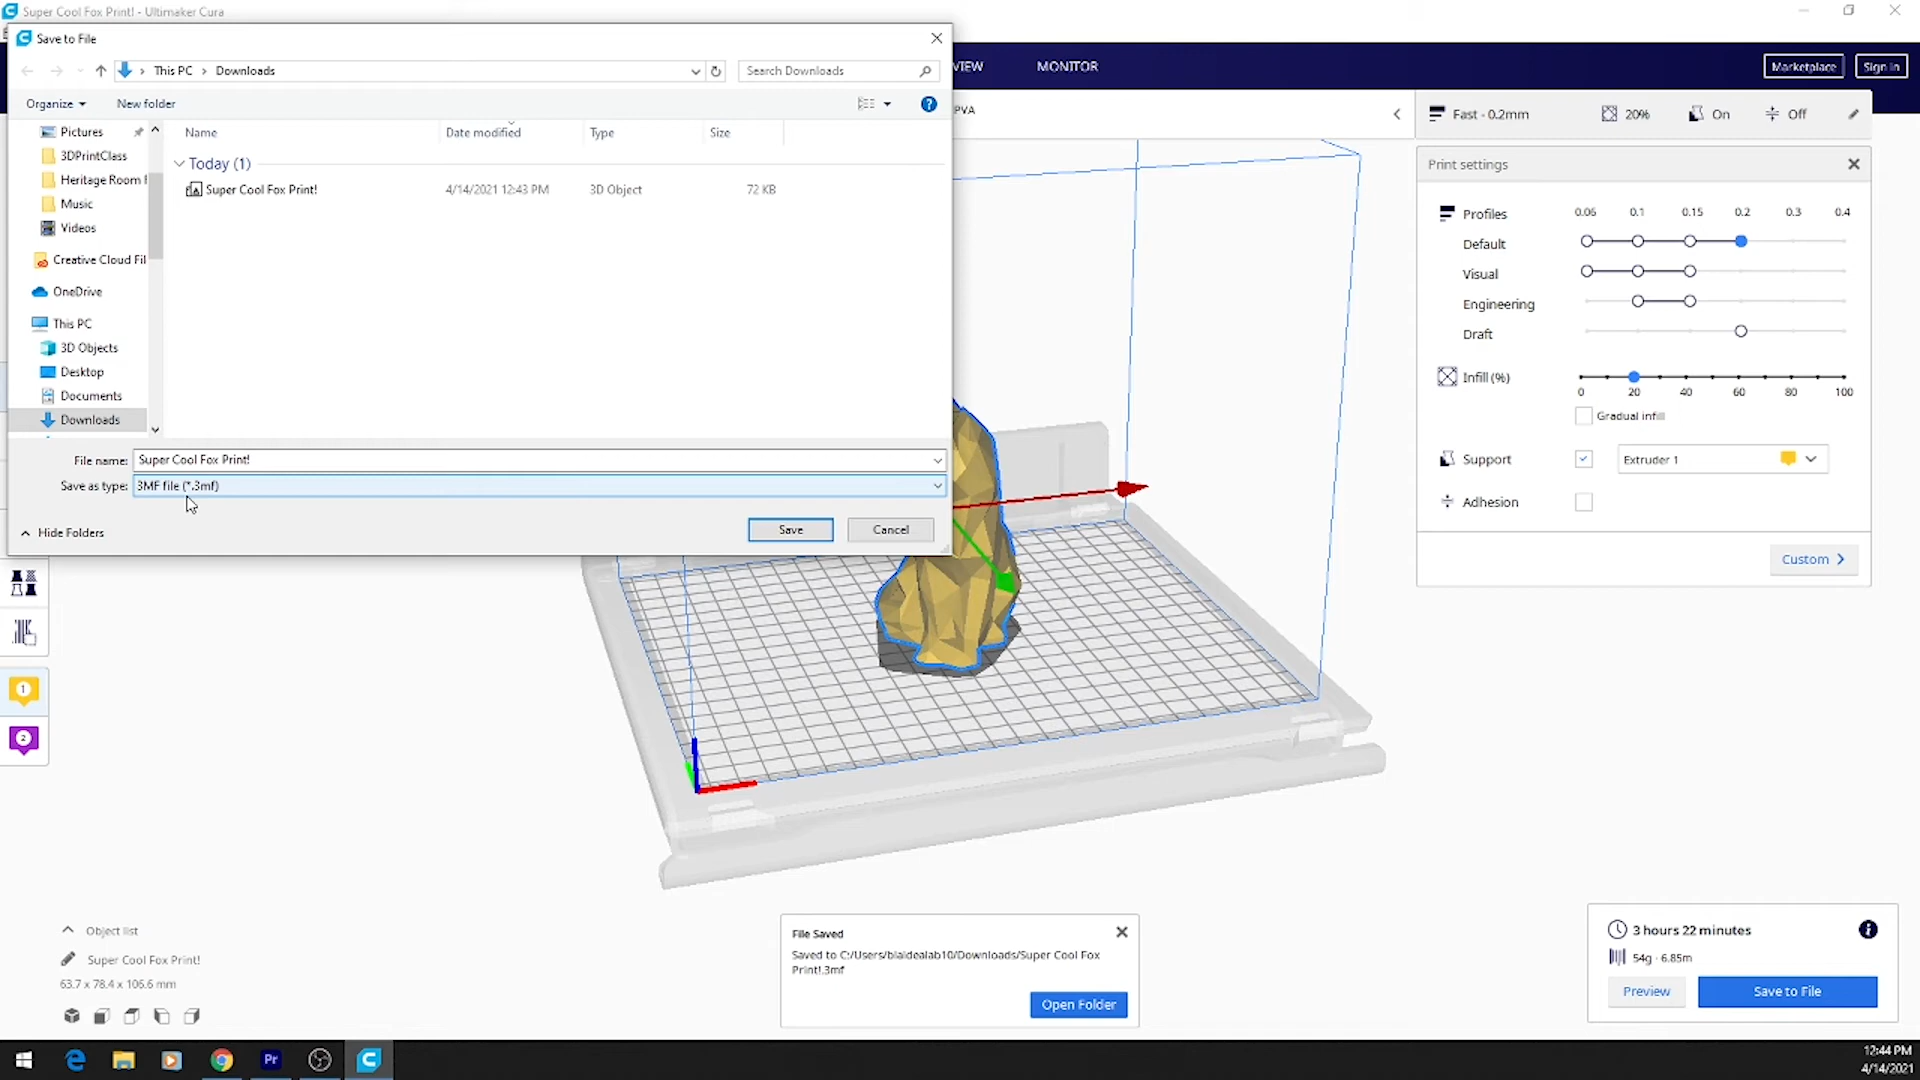 Super Cool Fox Print! - Ultimaker Cura
Save to File
This PC
Downloads
Search Downloads
Organize
New folder
Pictures
3DPrintClass
Heritage Room F
Music
Videos
Creative Cloud Fil
OneDrive
This PC
3D Objects
Desktop
Documents
Downloads
Name
Date modified
Type
Size
Today (1)
Super Cool Fox Print!
4/14/2021 12:43 PM
3D Object
72 KB
File name:
Super Cool Fox Print!
Save as type:
3MF file (*.3mf)
Hide Folders
Save
Cancel
VIEW
MONITOR
Marketplace
Sign in
PVA
Fast - 0.2mm
20%
On
Off
Print settings
Profiles
0.06 0.1 0.15 0.2 0.3 0.4
Default
Visual
Engineering
Draft
Infill (%)
0 20 40 60 80 100
Gradual infill
Support
Extruder 1
Adhesion
Custom
1
2
Object list
Super Cool Fox Print!
63.7 x 78.4 x 106.6 mm
File Saved
Saved to C:/Users/blaidealab10/Downloads/Super Cool Fox
Print!.3mf
Open Folder
3 hours 22 minutes
54g · 6.85m
Preview
Save to File
Pr
12:44 PM
4/14/2021